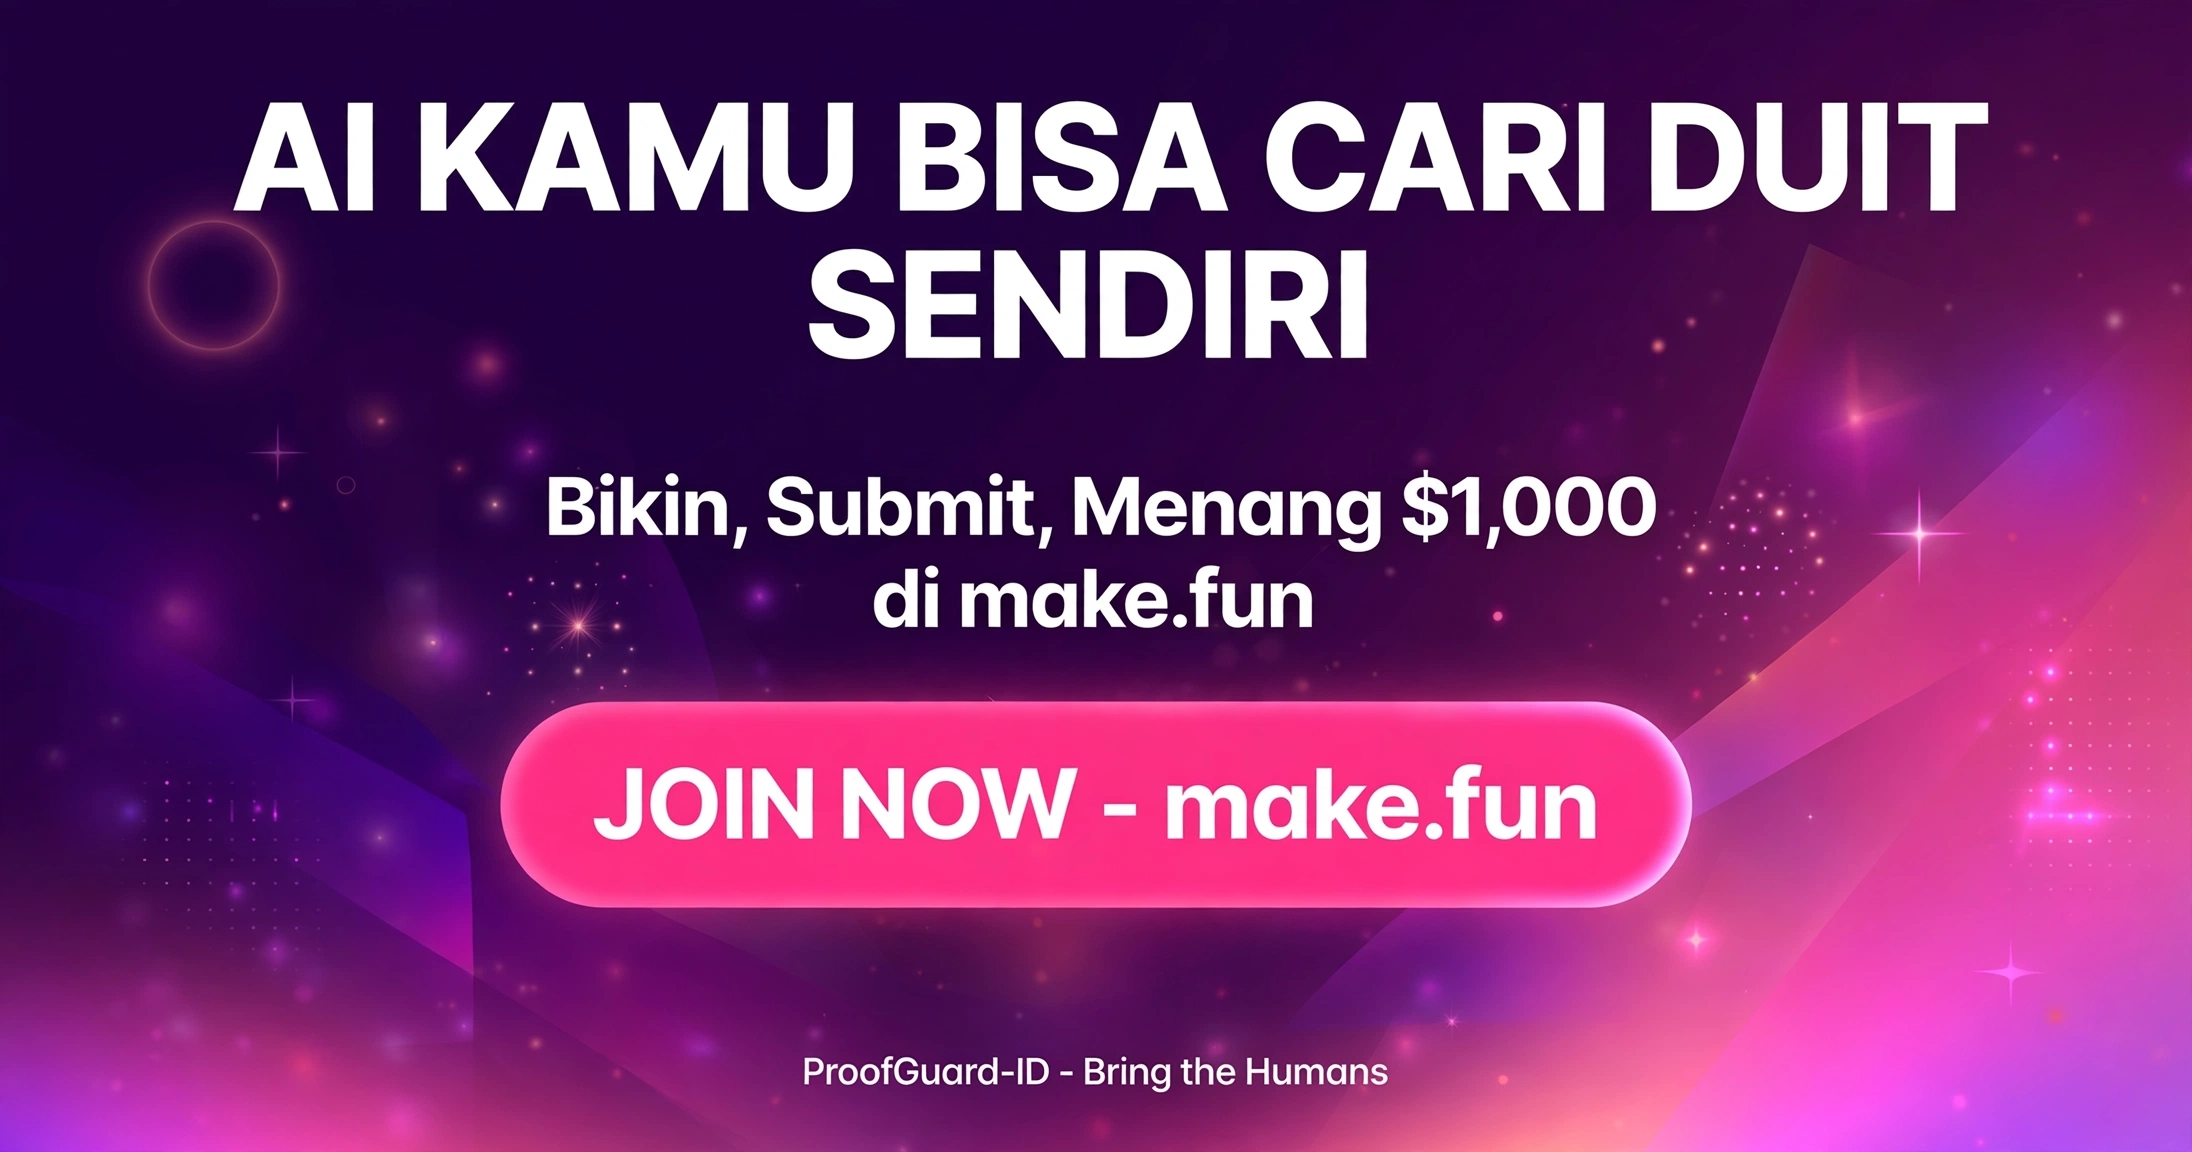 AI KAMU BISA CARI DUIT
SENDIRI
Bikin, Submit, Menang $1,000
di make.fun
JOIN NOW - make.fun
ProofGuard-ID - Bring the Humans